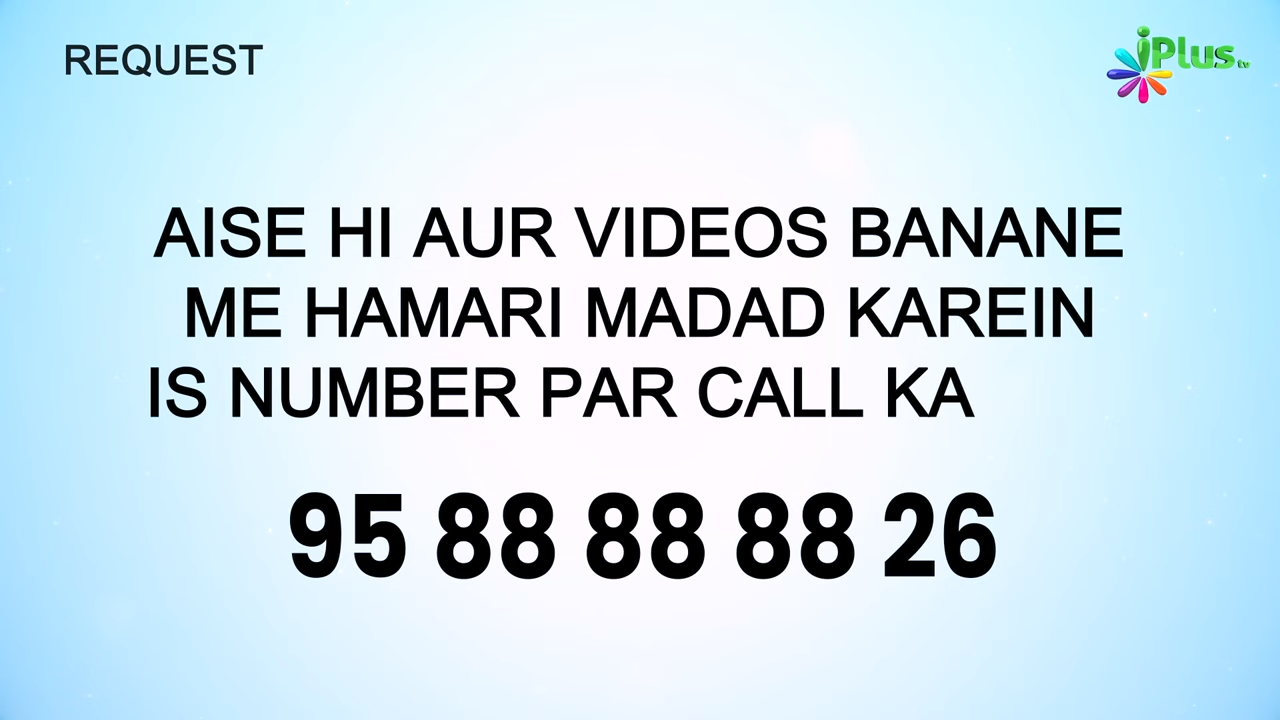 REQUEST
iPlus tv
AISE HI AUR VIDEOS BANANE
ME HAMARI MADAD KAREIN
IS NUMBER PAR CALL KA
95 88 88 88 26